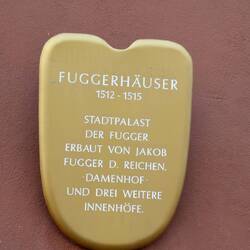 FUGGERHÄUSER
1512 - 1515
STADTPALAST
DER FUGGER.
ERBAUT VON JAKOB
FUGGER D. REICHEN.
DAMENHOF
UND DREI WEITERE
INNENHÖFE.